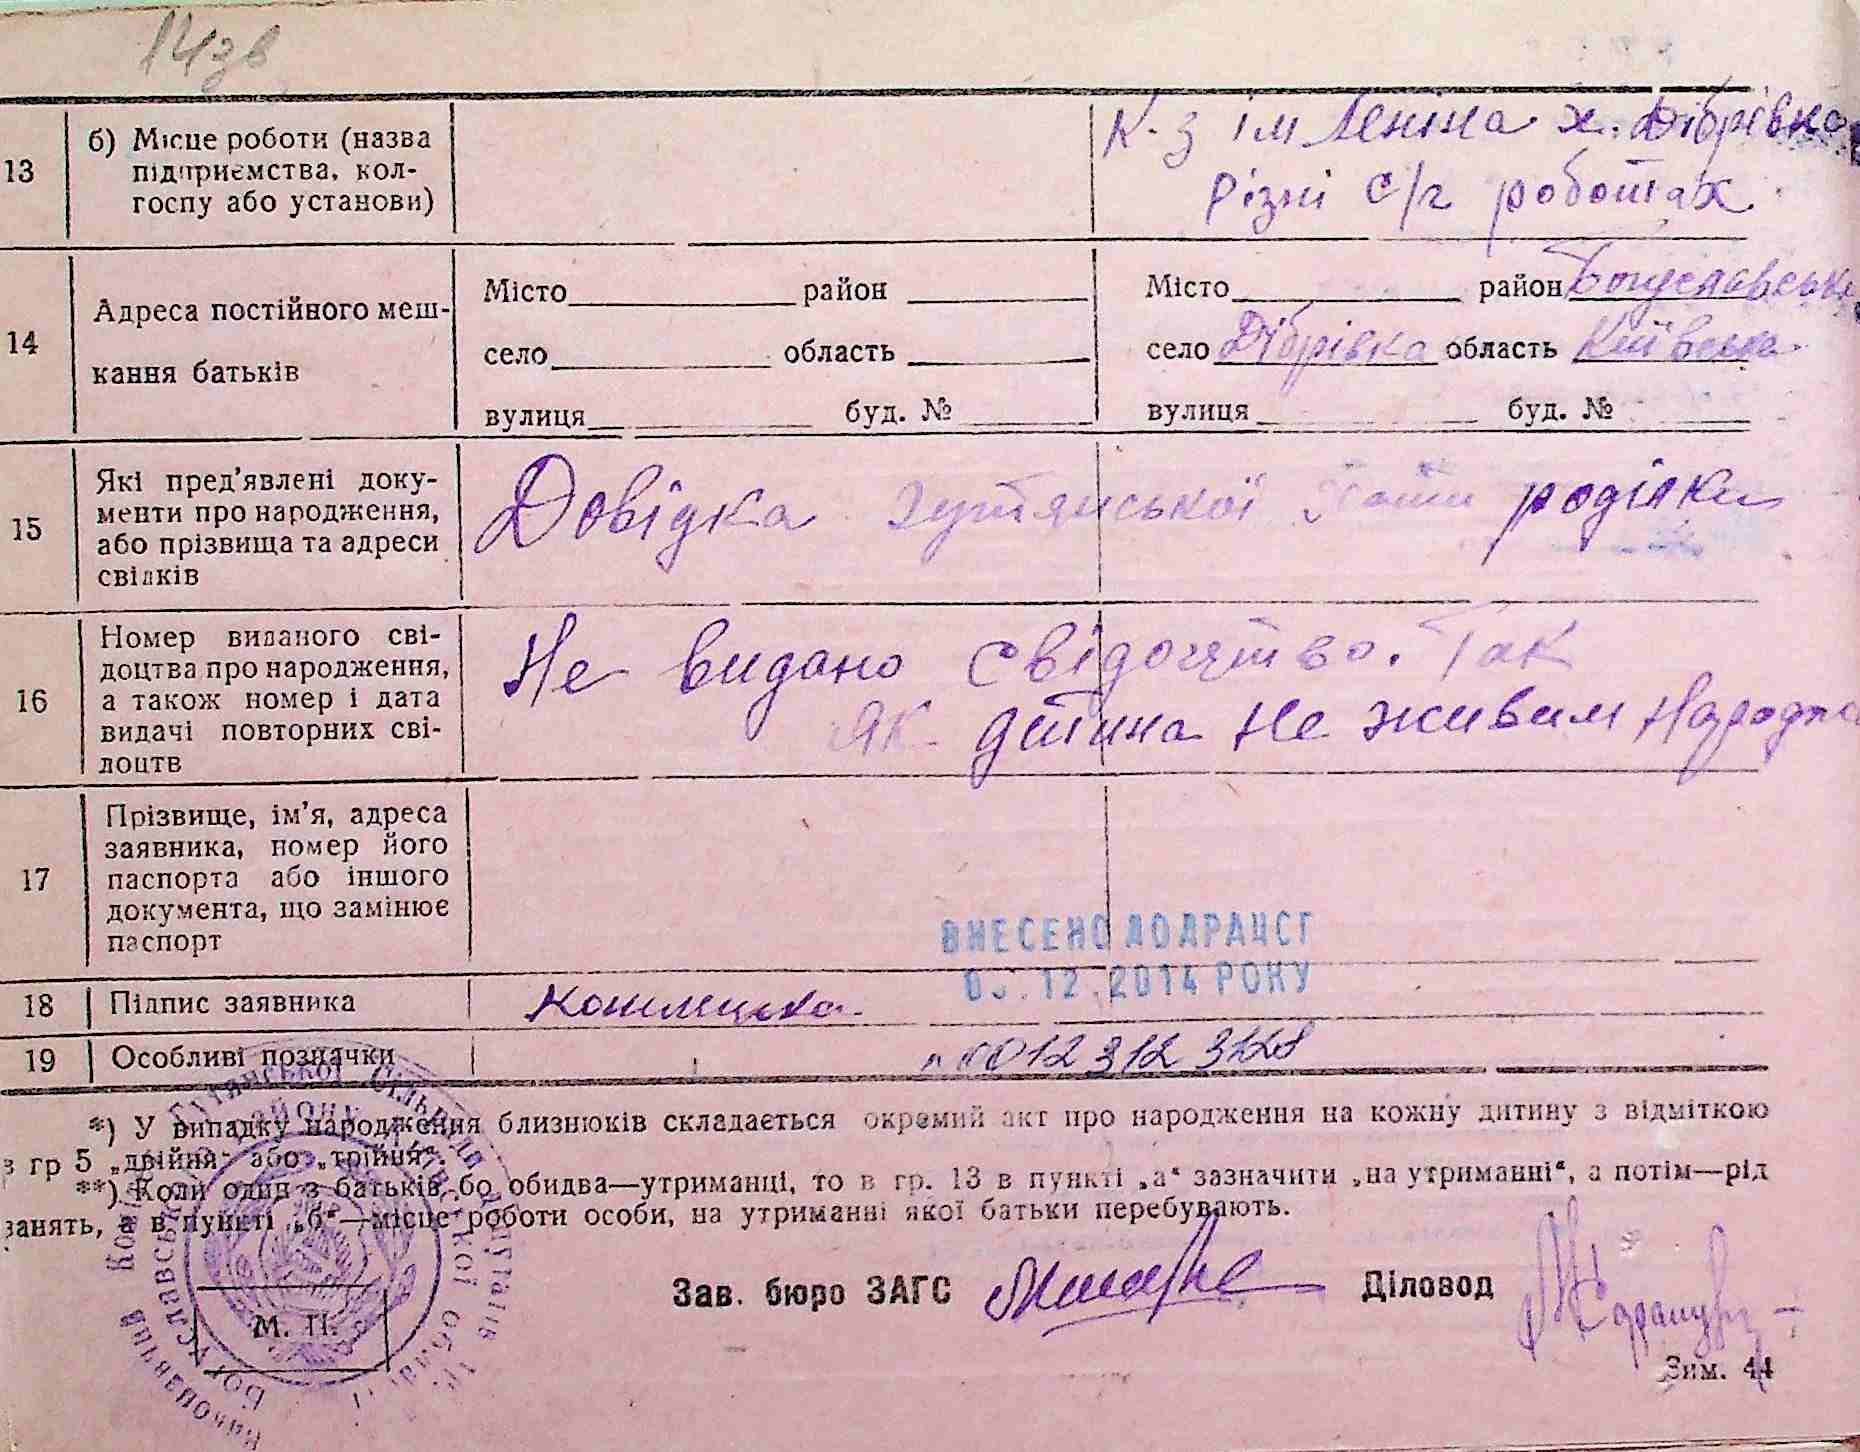 14зв
13 б) Місце роботи (назва підприємства, кол-госпу або установи)
К-з ім Леніна х. Дібрівка
Різні с/г роботах
14 Адреса постійного меш-
кання батьків
Місто район Місто район Богуславськ
село область село Дібрівка область Київська
вулиця буд. № вулиця буд. №
15 Які пред'явлені доку-
менти про народження,
або прізвища та адреси
свідків
Довідка хутянської хати роділки
16 Номер виданого сві-
доцтва про народження,
а також номер і дата
видачі повторних сві-
доцтв
Не видано свідоцтво. Так
як дитина не живим народж
17 Прізвище, ім'я, адреса
заявника, номер його
паспорта або іншого
документа, що замінює
паспорт
ВНЕСЕНО ДО ДРАЦСГ
12.2014 РОКУ
18 Підпис заявника
19 Особливі позначки
00123123128
*) У випадку народження близнюків складається окремий акт про народження на кожну дитину з відміткою
в гр 5 „двійня“ або „трійня“.
**) Коли один з батьків бо обидва—утриманці, то в гр. 13 в пункті „а“ зазначити „на утриманні“, а потім—рід
занять, а в пункті „б“—місце роботи особи, на утриманні якої батьки перебувають.
Зав. бюро ЗАГС Діловод
М. П.
Зим. 44